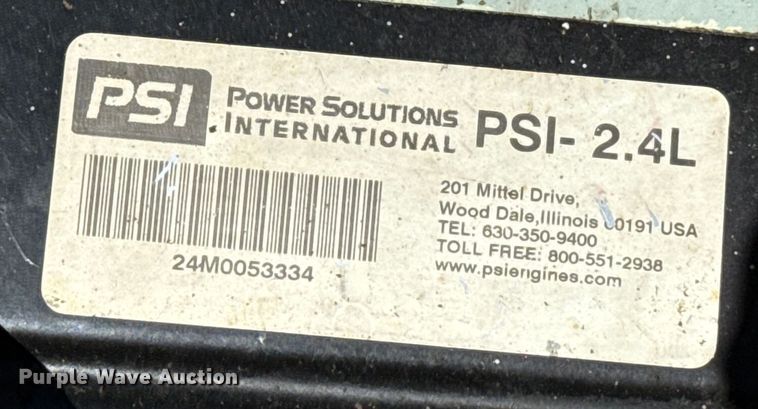 PSI
POWER SOLUTIONS
INTERNATIONAL
PSI- 2.4L
24M0053334
201 Mittel Drive,
Wood Dale,Illinois 60191 USA
TEL: 630-350-9400
TOLL FREE: 800-551-2938
www.psiengines.com
Purple Wave Auction